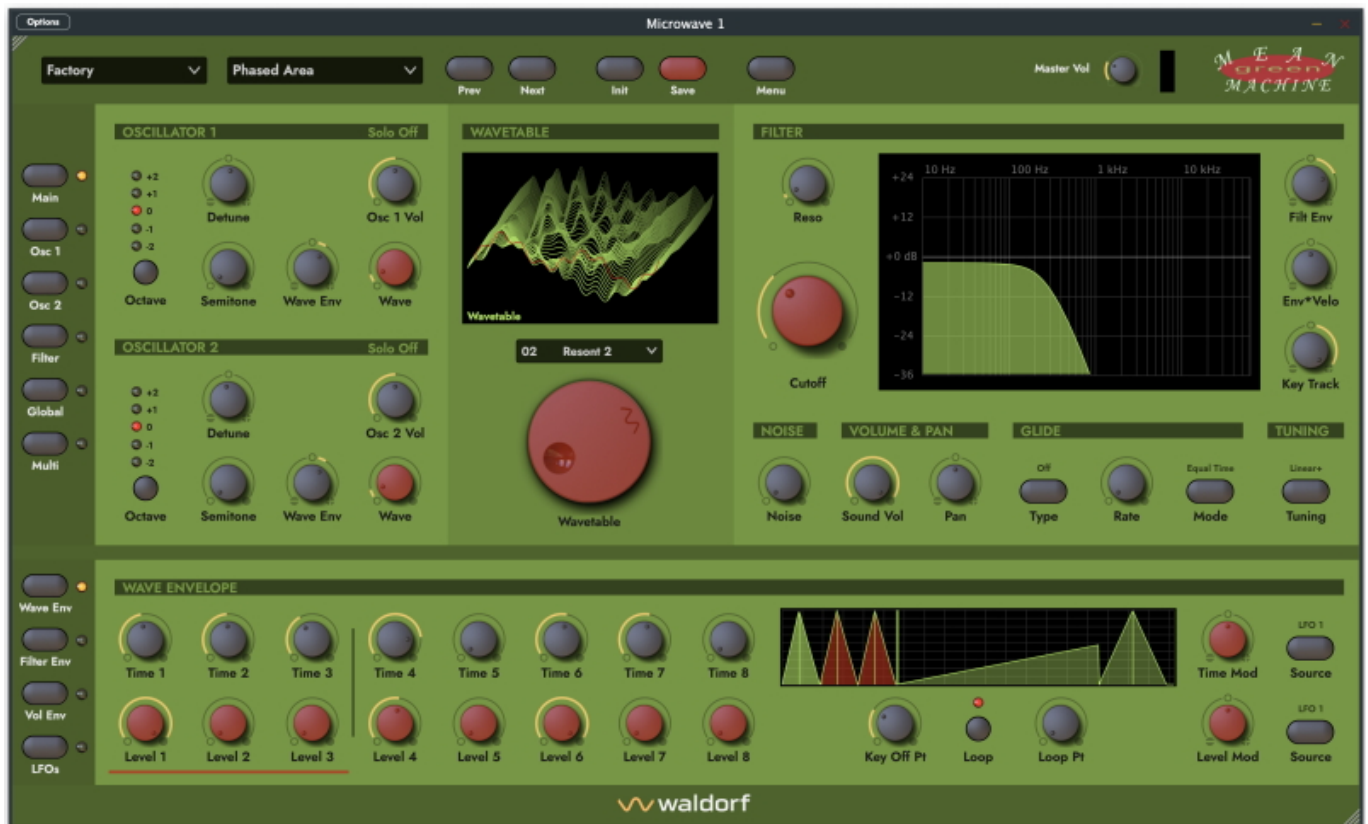 Options
Microwave 1
Factory
Phased Area
Prev
Next
Init
Save
Menu
Master Vol
MEAN
green
MACHINE
Main
Osc 1
Osc 2
Filter
Global
Multi
OSCILLATOR 1
Solo Off
+2
+1
0
-1
-2
Octave
Detune
Osc 1 Vol
Semitone
Wave Env
Wave
OSCILLATOR 2
Solo Off
+2
+1
0
-1
-2
Octave
Detune
Osc 2 Vol
Semitone
Wave Env
Wave
WAVETABLE
Wavetable
02 Resont 2
Wavetable
FILTER
Reso
Cutoff
10 Hz 100 Hz 1 kHz 10 kHz
+24
+12
+0 dB
-12
-24
-36
Filt Env
Env*Velo
Key Track
NOISE
Noise
VOLUME & PAN
Sound Vol
Pan
GLIDE
Off
Type
Rate
Equal Time
Mode
TUNING
Linear+
Tuning
Wave Env
Filter Env
Vol Env
LFOs
WAVE ENVELOPE
Time 1 Time 2 Time 3 Time 4 Time 5 Time 6 Time 7 Time 8
Level 1 Level 2 Level 3 Level 4 Level 5 Level 6 Level 7 Level 8
Key Off Pt
Loop
Loop Pt
Time Mod
LFO 1
Source
Level Mod
LFO 1
Source
waldorf